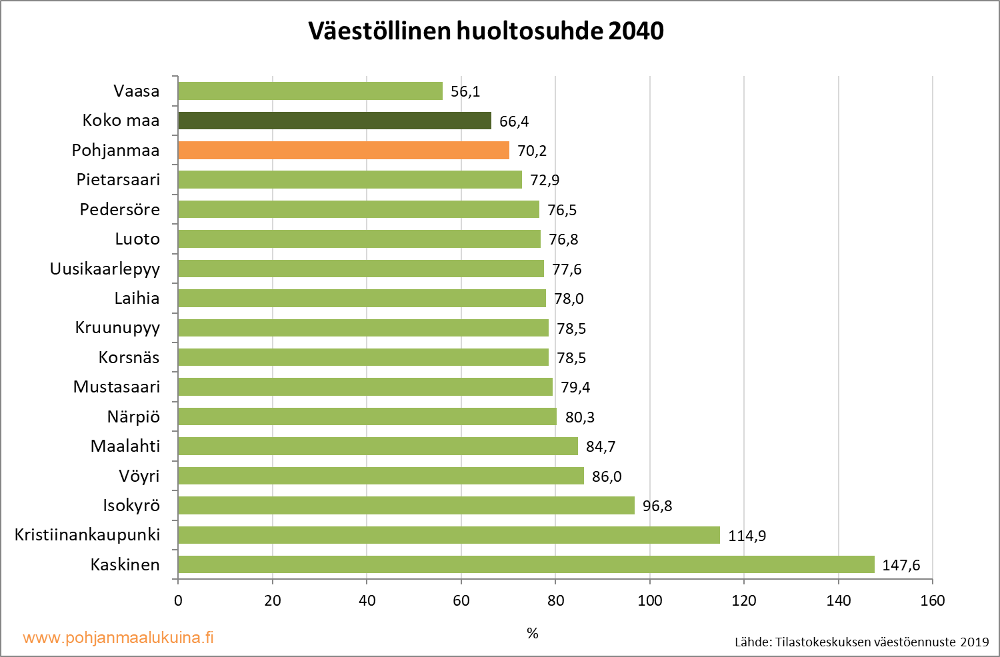 Väestöllinen huoltosuhde 2040
Vaasa 56,1
Koko maa 66,4
Pohjanmaa 70,2
Pietarsaari 72,9
Pedersöre 76,5
Luoto 76,8
Uusikaarlepyy 77,6
Laihia 78,0
Kruunupyy 78,5
Korsnäs 78,5
Mustasaari 79,4
Närpiö 80,3
Maalahti 84,7
Vöyri 86,0
Isokyrö 96,8
Kristiinankaupunki 114,9
Kaskinen 147,6
0 20 40 60 80 100 120 140 160
%
www.pohjanmaalukuina.fi
Lähde: Tilastokeskuksen väestöennuste 2019